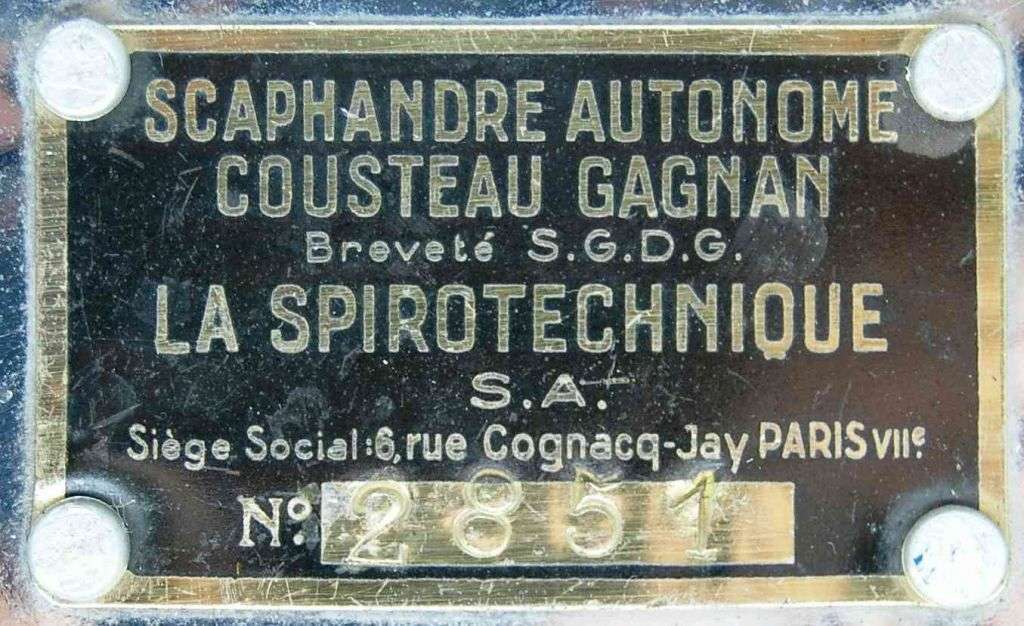 SCAPHANDRE AUTONOME
COUSTEAU GAGNAN
Breveté S.G.D.G.
LA SPIROTECHNIQUE
S.A.
Siège Social:6,rue Cognacq-Jay PARIS VIIe
No. 2851